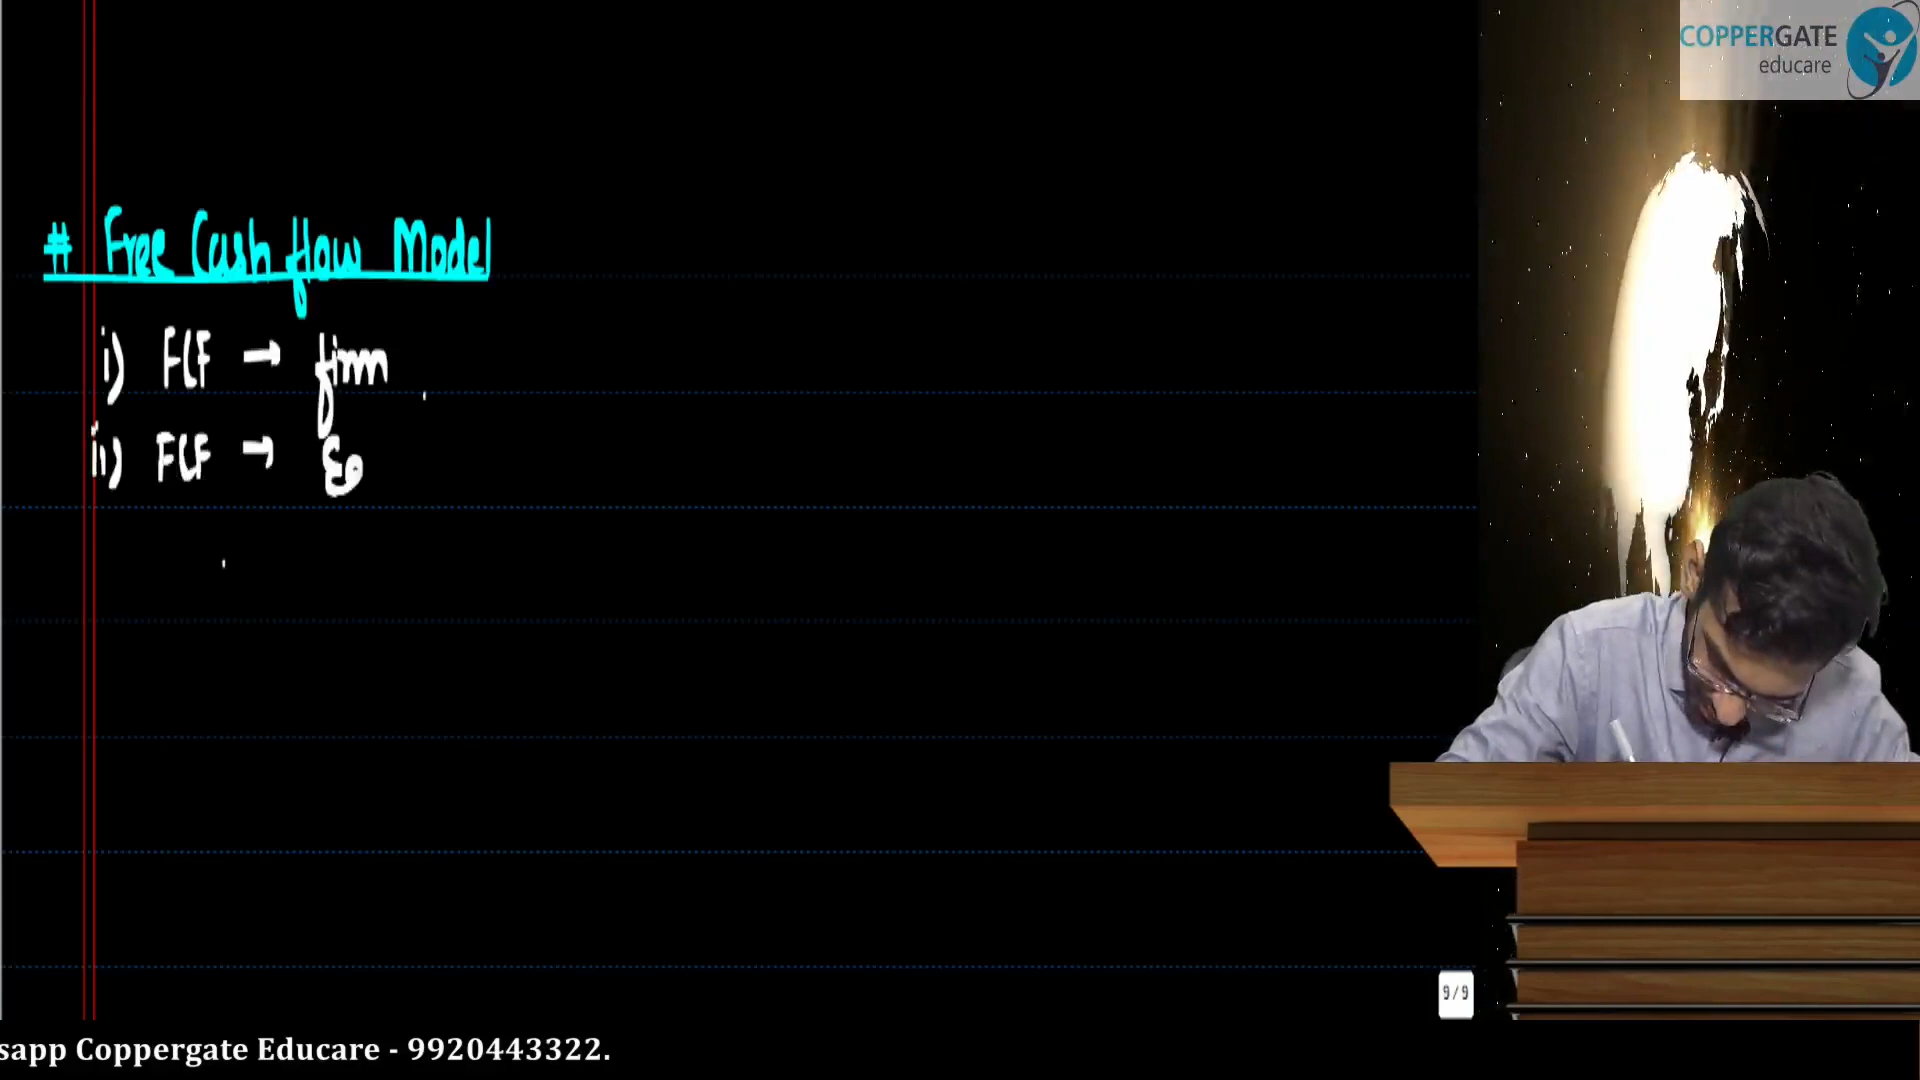 COPPERGATE
educare
# Free Cash flow Model
i) FCF → firm
ii) FCF → Eq
9/9
sapp Coppergate Educare - 9920443322.